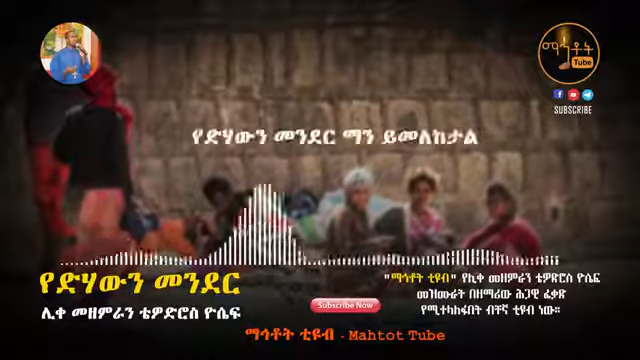 ማኅቶት
Tube
SUBSCRIBE
የድሃውን መንደር ማን ይመለከታል
የድሃውን መንደር
ሊቀ መዘምራን ቴዎድሮስ ዮሴፍ
"ማኅቶት ቲዩብ" የሊቀ መዘምራን ቴዎድሮስ ዮሴፍ
መዝሙራት በዘማሪው ሕጋዊ ፈቃድ
የሚተላለፉበት ብቸኛ ቲዩብ ነው።
Subscribe Now
ማኅቶት ቲዩብ - Mahtot Tube